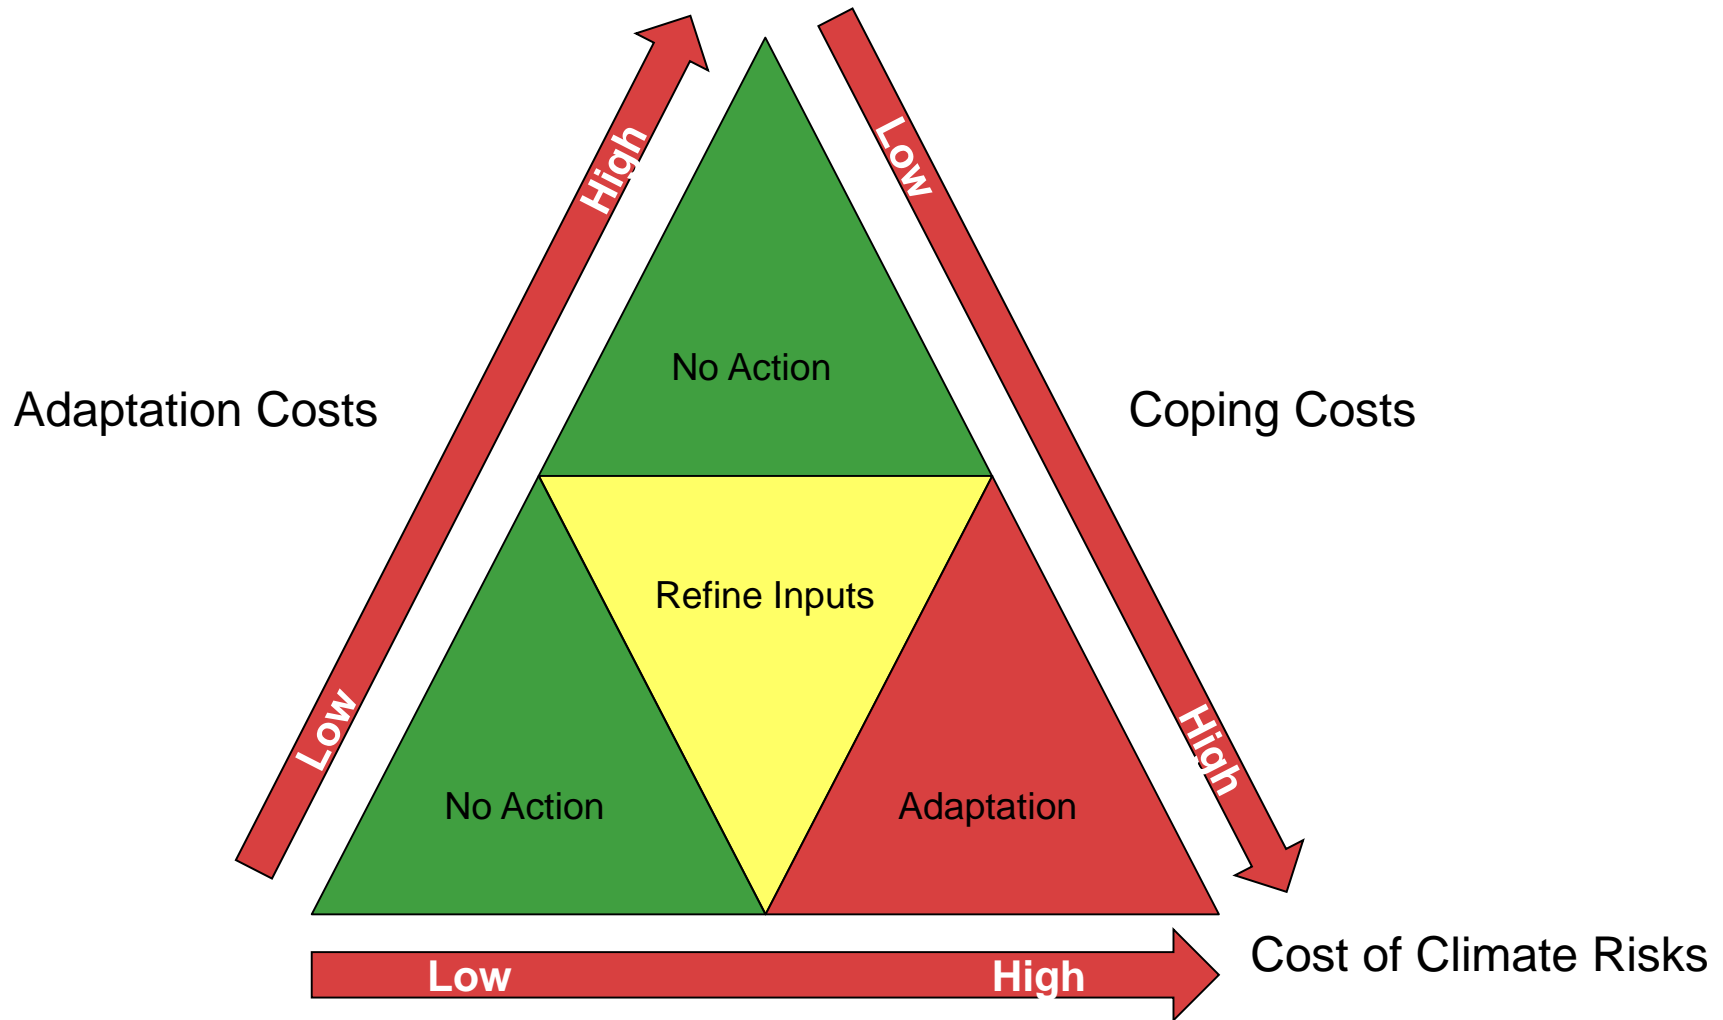 High
Low
No Action
Adaptation Costs
Coping Costs
Refine Inputs
Low
High
No Action
Adaptation
Cost of Climate Risks
Low
High